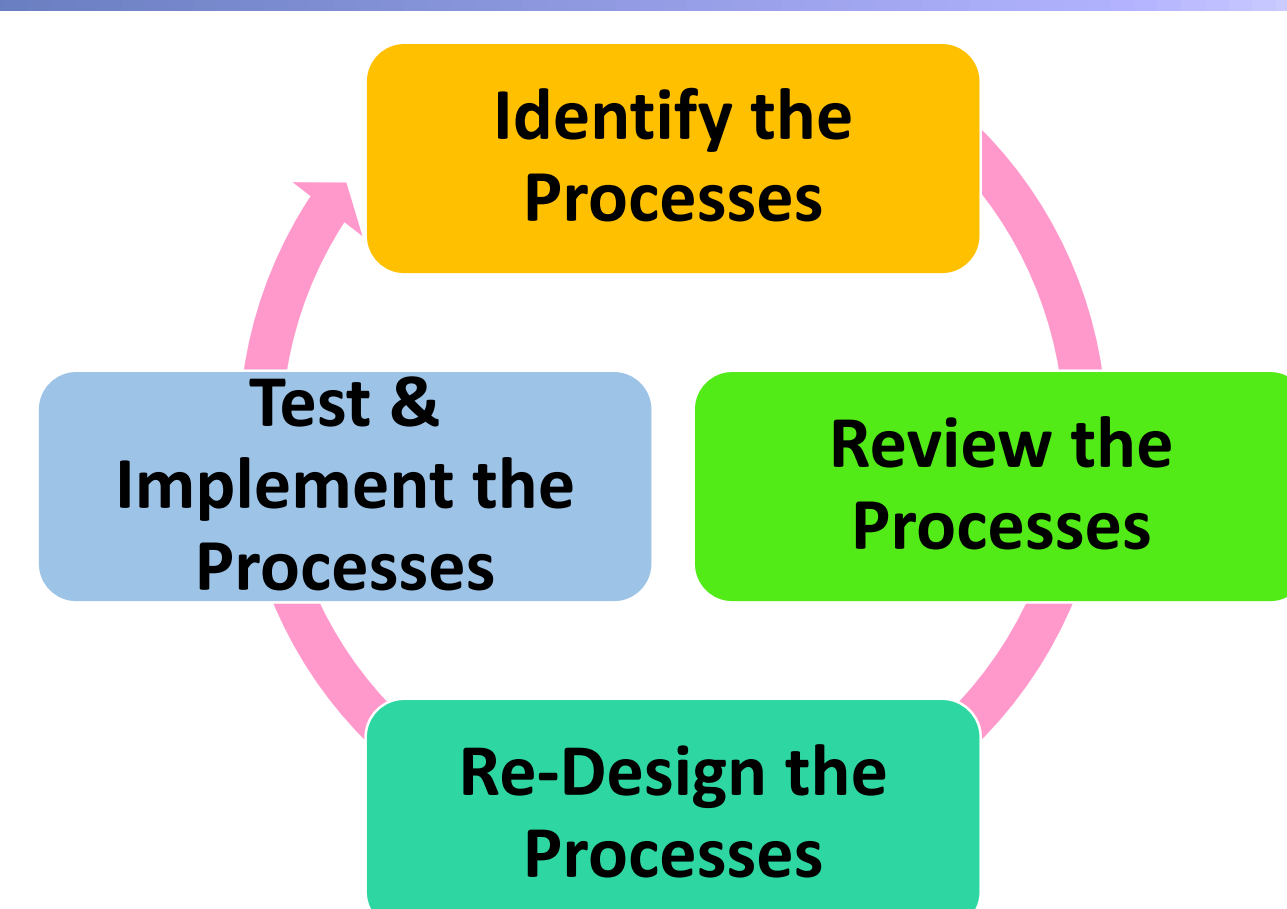 Identify the
Processes
Test &
Implement the
Processes
Review the
Processes
Re-Design the
Processes